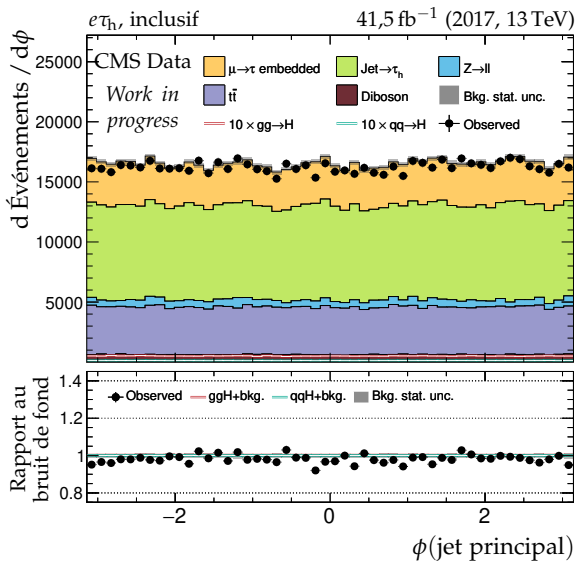 eτh, inclusif 41,5 fb⁻¹ (2017, 13 TeV)
CMS Data
Work in
progress
μ→τ embedded Jet→τh Z→ll
tt̄ Diboson Bkg. stat. unc.
10 × gg→H 10 × qq→H Observed
d Événements / dϕ
25000
20000
15000
10000
5000
Observed ggH+bkg. qqH+bkg. Bkg. stat. unc.
Rapport au
bruit de fond
1.4
1.2
1
0.8
−2 0 2
ϕ(jet principal)